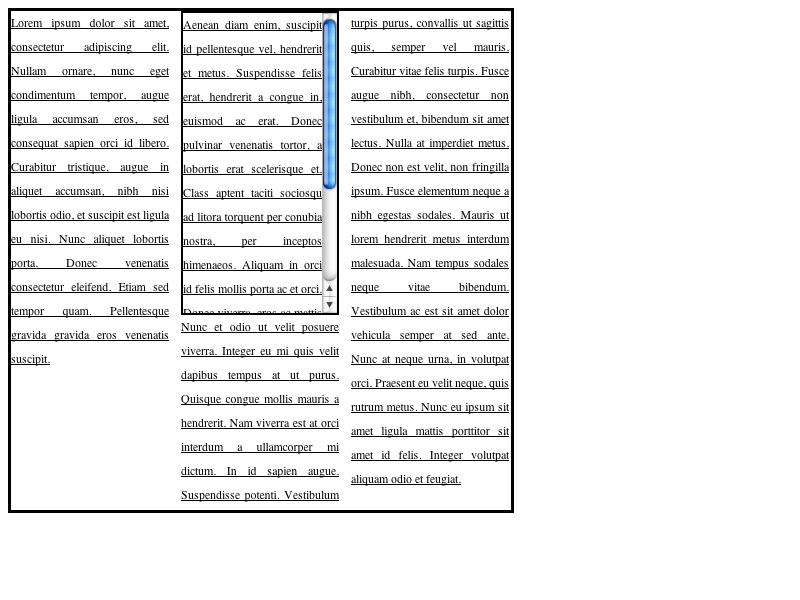 Lorem ipsum dolor sit amet,
consectetur adipiscing elit.
Nullam ornare, nunc eget
condimentum tempor, augue
ligula accumsan eros, sed
consequat sapien orci id libero.
Curabitur tristique, augue in
aliquet accumsan, nibh nisi
lobortis odio, et suscipit est ligula
eu nisi. Nunc aliquet lobortis
porta. Donec venenatis
consectetur eleifend. Etiam sed
tempor quam. Pellentesque
gravida gravida eros venenatis
suscipit.
Aenean diam enim, suscipit
id pellentesque vel, hendrerit
et metus. Suspendisse felis
erat, hendrerit a congue in,
euismod ac erat. Donec
pulvinar venenatis tortor, a
lobortis erat scelerisque et.
Class aptent taciti sociosqu
ad litora torquent per conubia
nostra, per inceptos
himenaeos. Aliquam in orci
id felis mollis porta ac et orci.
Donec viverra, eros ac mattis
Nunc et odio ut velit posuere
viverra. Integer eu mi quis velit
dapibus tempus at ut purus.
Quisque congue mollis mauris a
hendrerit. Nam viverra est at orci
interdum a ullamcorper mi
dictum. In id sapien augue.
Suspendisse potenti. Vestibulum
turpis purus, convallis ut sagittis
quis, semper vel mauris.
Curabitur vitae felis turpis. Fusce
augue nibh, consectetur non
vestibulum et, bibendum sit amet
lectus. Nulla at imperdiet metus.
Donec non est velit, non fringilla
ipsum. Fusce elementum neque a
nibh egestas sodales. Mauris ut
lorem hendrerit metus interdum
malesuada. Nam tempus sodales
neque vitae bibendum.
Vestibulum ac est sit amet dolor
vehicula semper at sed ante.
Nunc at neque urna, in volutpat
orci. Praesent eu velit neque, quis
rutrum metus. Nunc eu ipsum sit
amet ligula mattis porttitor sit
amet id felis. Integer volutpat
aliquam odio et feugiat.